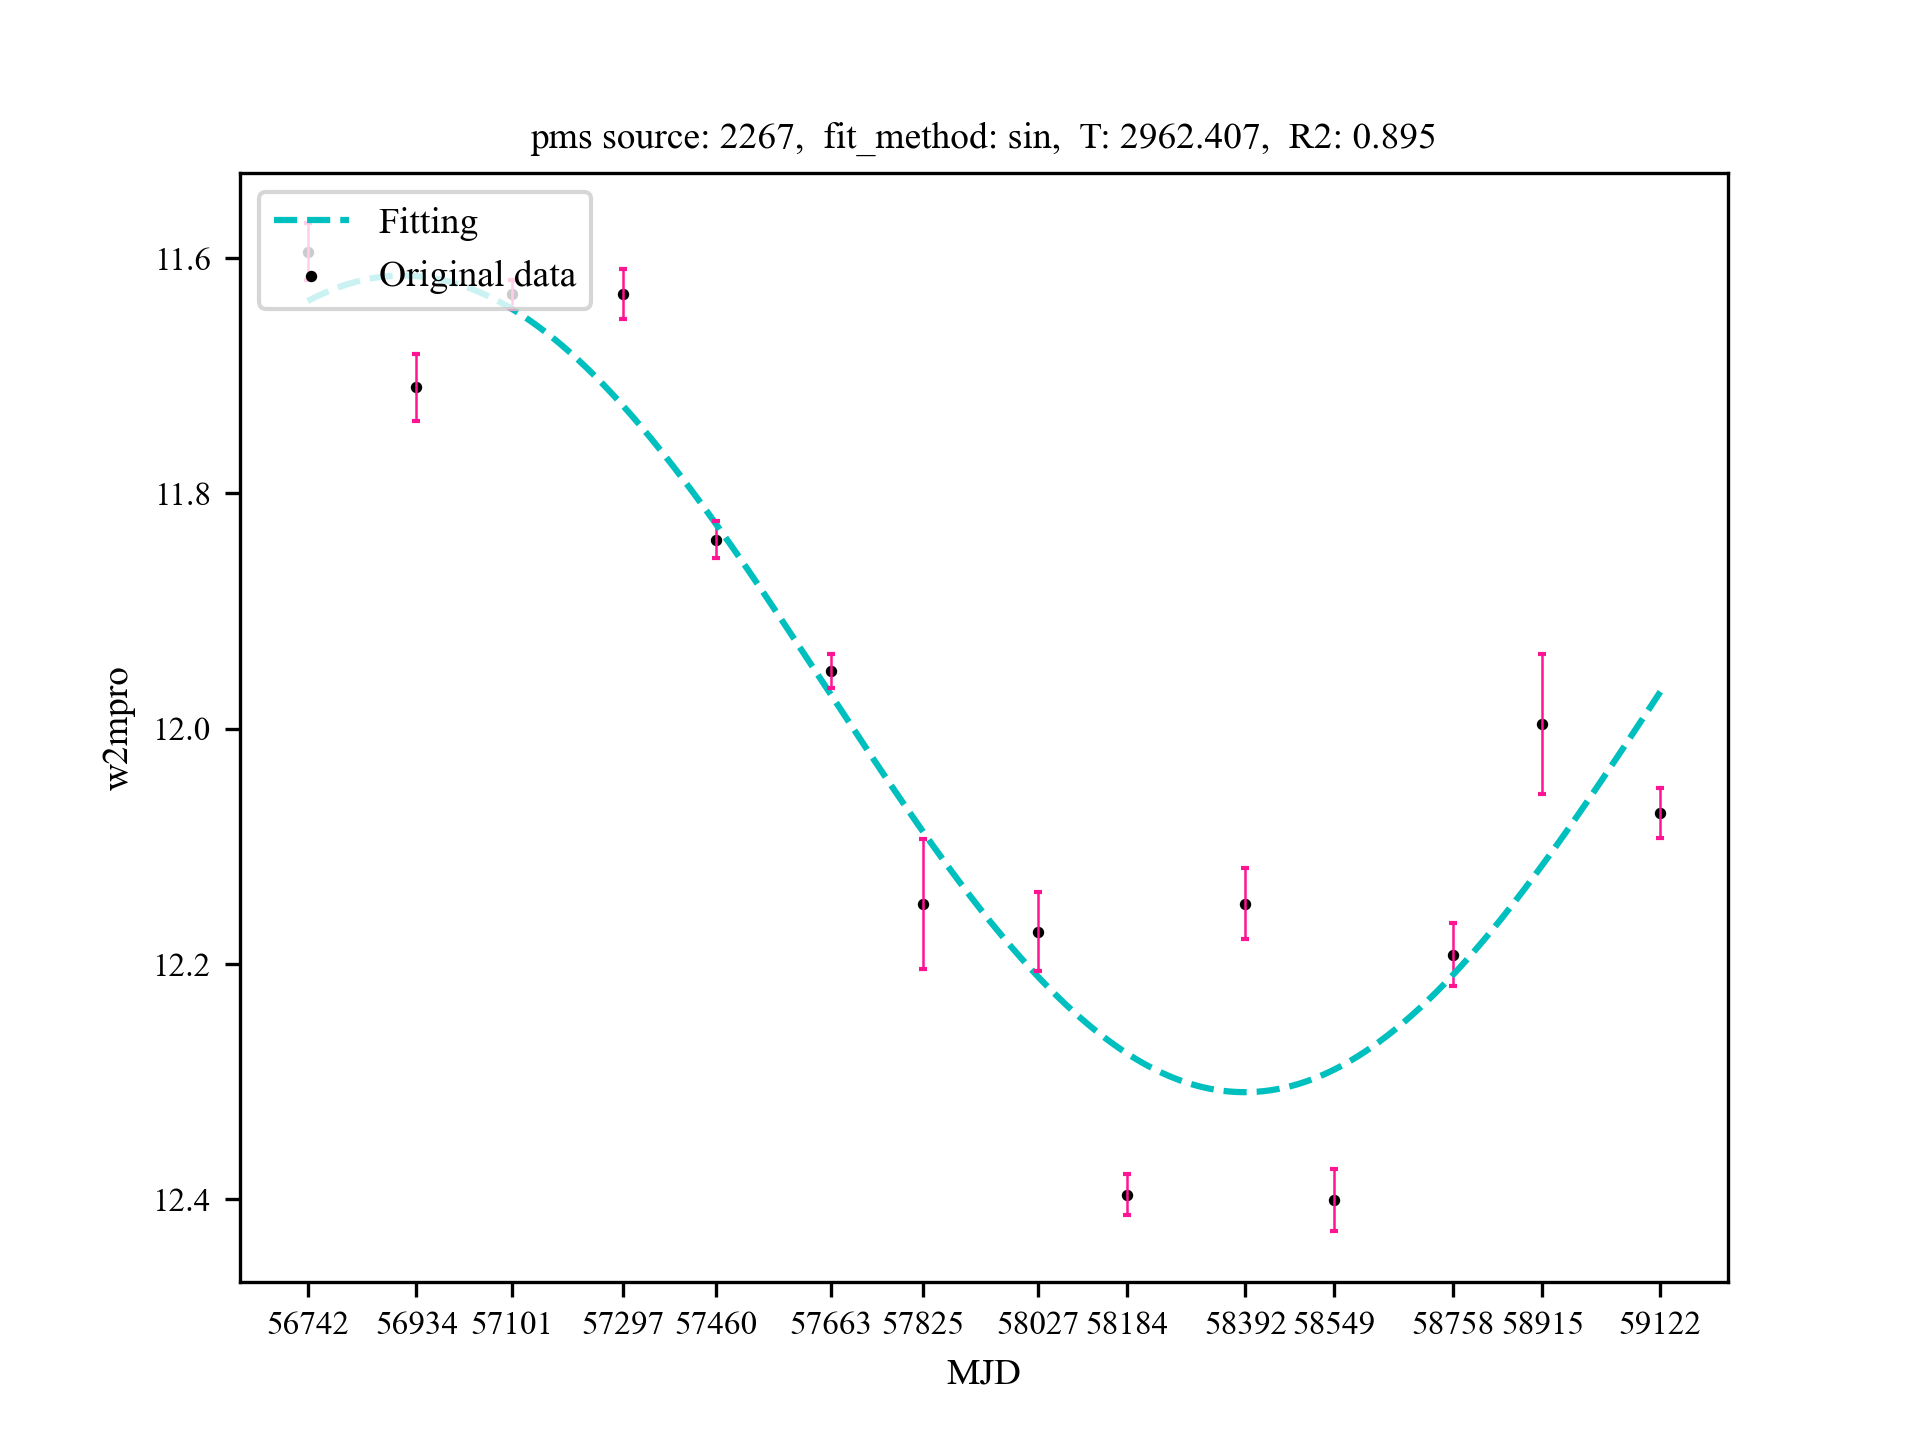 pms source: 2267, fit_method: sin, T: 2962.407, R2: 0.895
Fitting
Original data
11.6
11.8
12.0
12.2
12.4
w2mpro
56742 56934 57101 57297 57460 57663 57825 58027 58184 58392 58549 58758 58915 59122
MJD